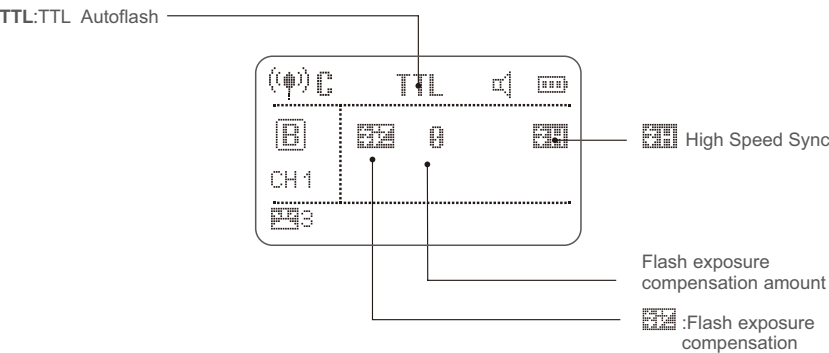 TTL:TTL Autoflash
C TTL
B 0 H
H High Speed Sync
CH 1
3
Flash exposure
compensation amount
:Flash exposure
compensation